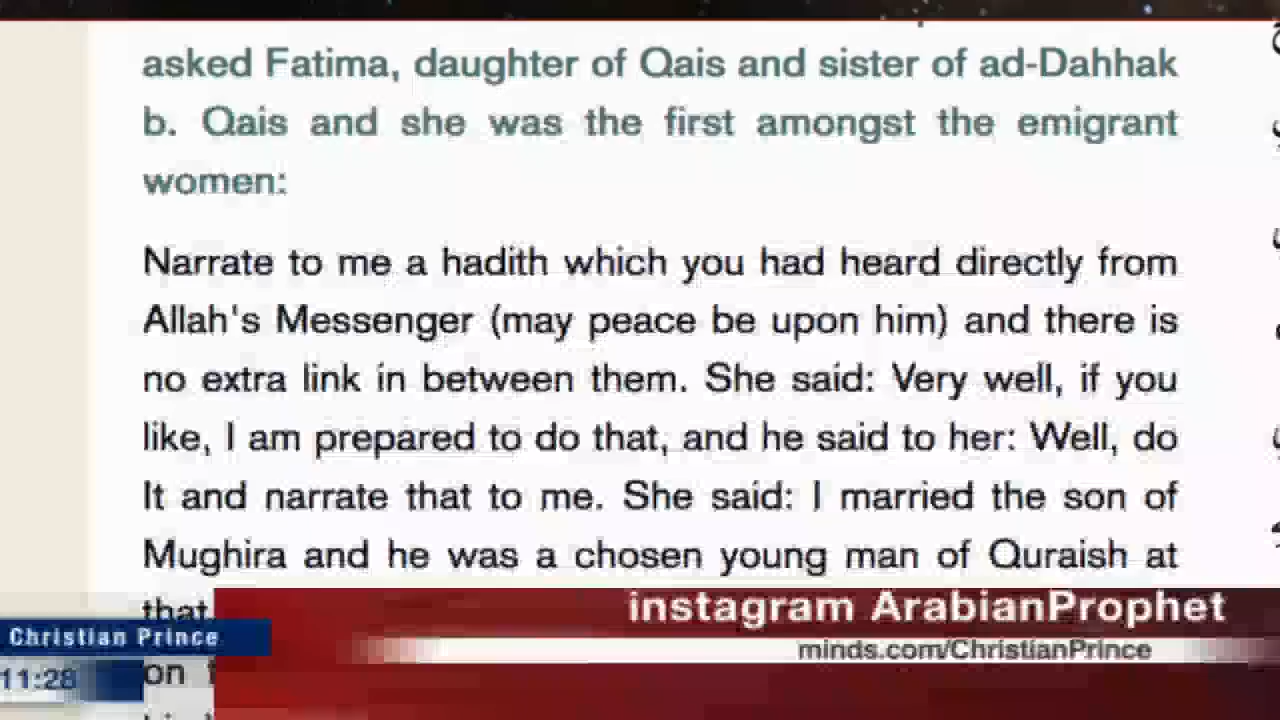 asked Fatima, daughter of Qais and sister of ad-Dahhak
b. Qais and she was the first amongst the emigrant
women:
Narrate to me a hadith which you had heard directly from
Allah's Messenger (may peace be upon him) and there is
no extra link in between them. She said: Very well, if you
like, I am prepared to do that, and he said to her: Well, do
It and narrate that to me. She said: I married the son of
Mughira and he was a chosen young man of Quraish at
that
on
instagram ArabianProphet
minds.com/ChristianPrince
Christian Prince
11:28